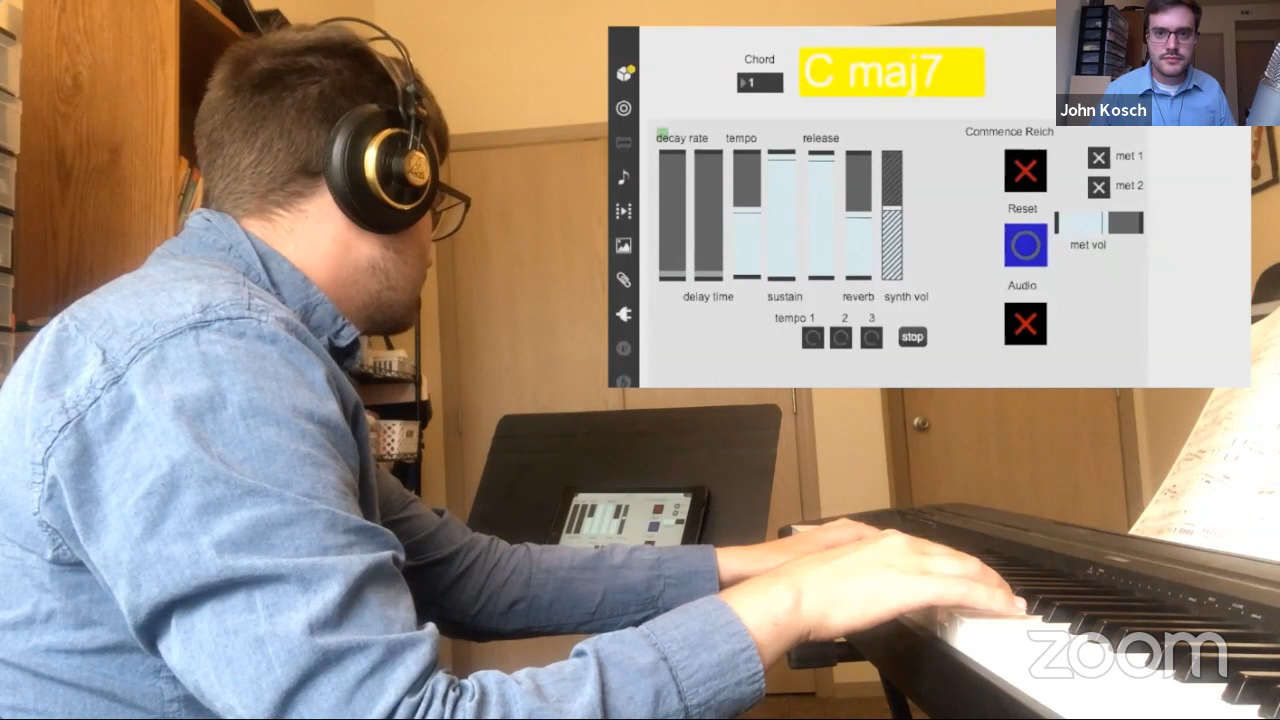 Chord
1
C maj7
John Kosch
decay rate
tempo
release
Commence Reich
met 1
met 2
Reset
met vol
Audio
delay time
sustain
reverb
synth vol
tempo 1
2
3
stop
zoom